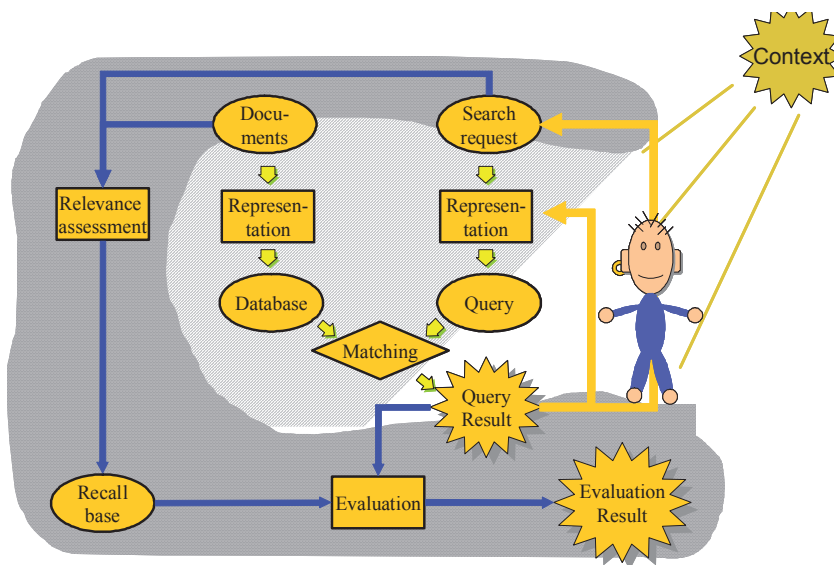 Context
Docu-
ments
Search
request
Relevance
assessment
Represen-
tation
Represen-
tation
Database
Query
Matching
Query
Result
Recall
base
Evaluation
Evaluation
Result